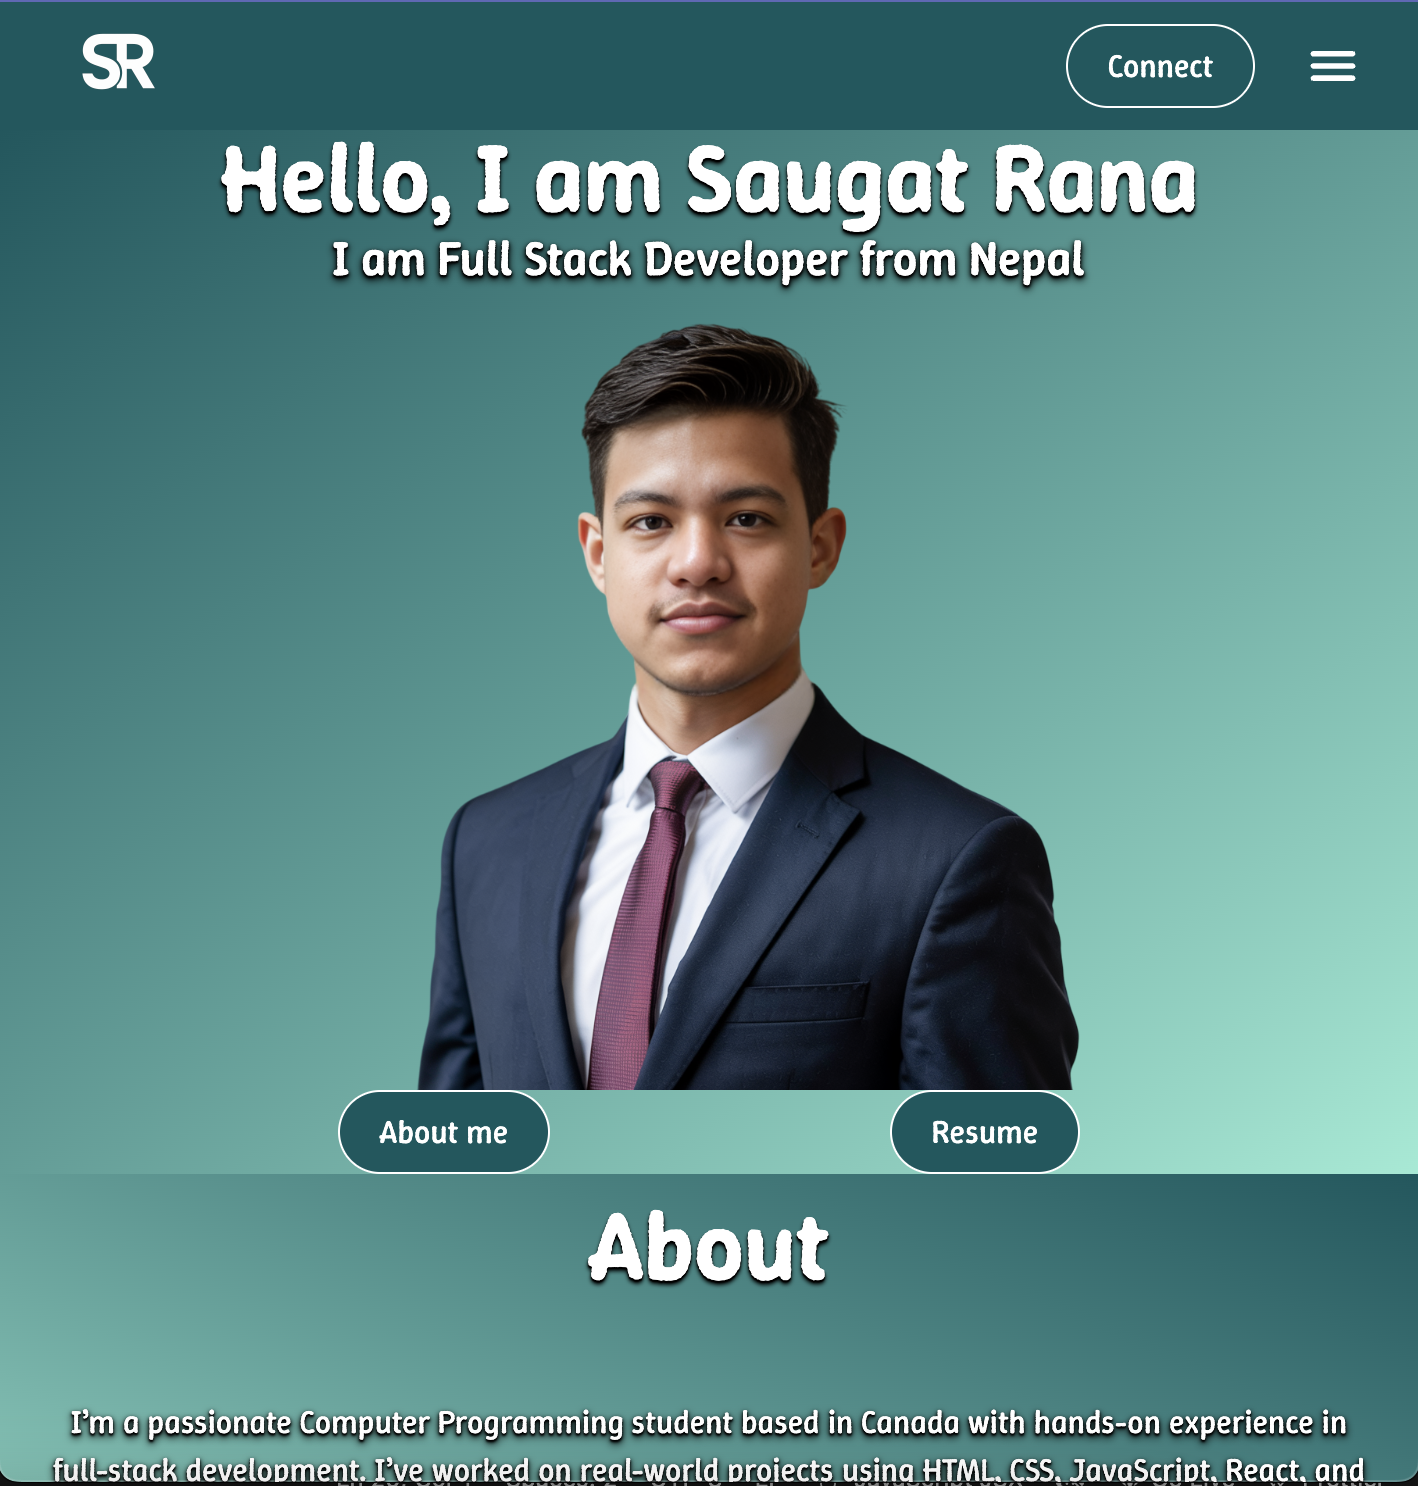 SR
Connect
Hello, I am Saugat Rana
I am Full Stack Developer from Nepal
About me
Resume
About
I'm a passionate Computer Programming student based in Canada with hands-on experience in
full-stack development. I've worked on real-world projects using HTML, CSS, JavaScript, React, and